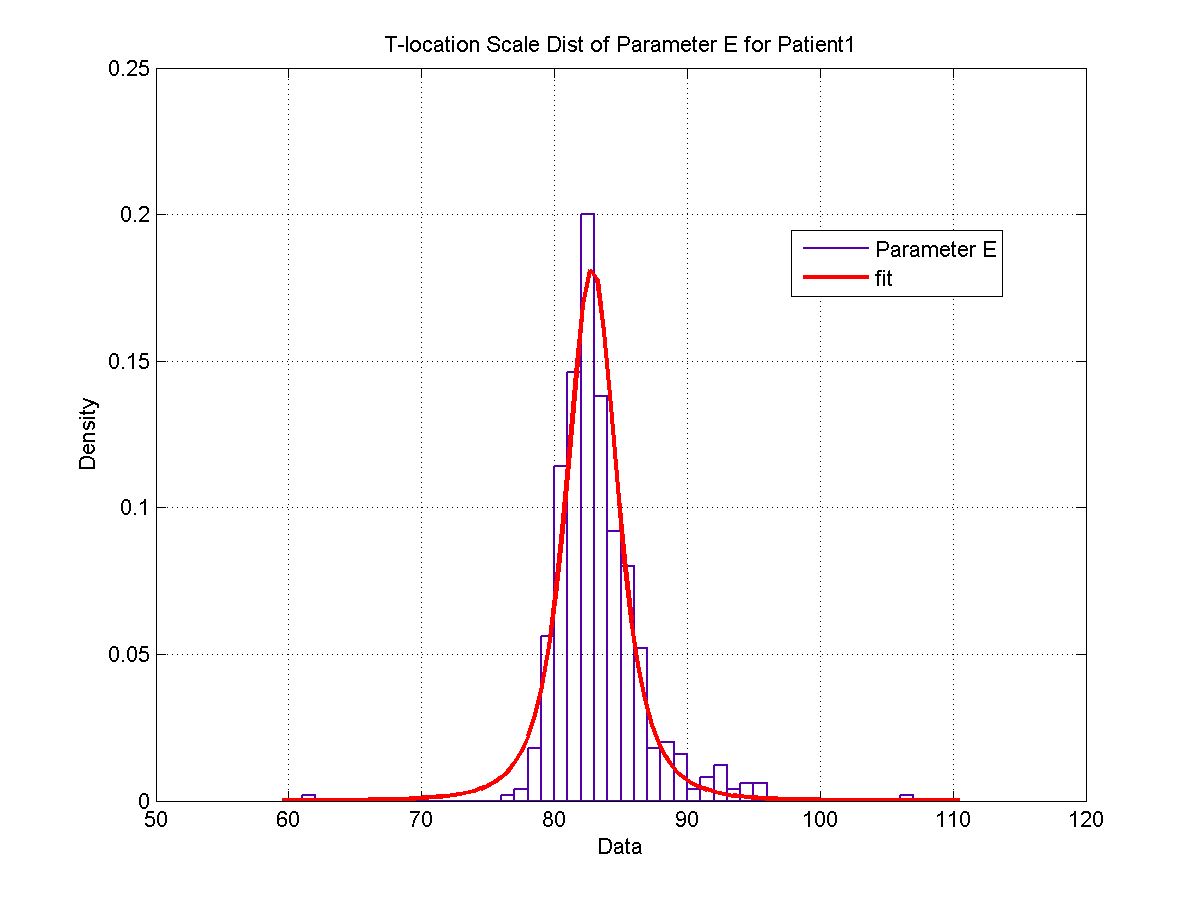 T-location Scale Dist of Parameter E for Patient1
0.25
0.2
0.15
0.1
0.05
0
Density
Parameter E
fit
50 60 70 80 90 100 110 120
Data